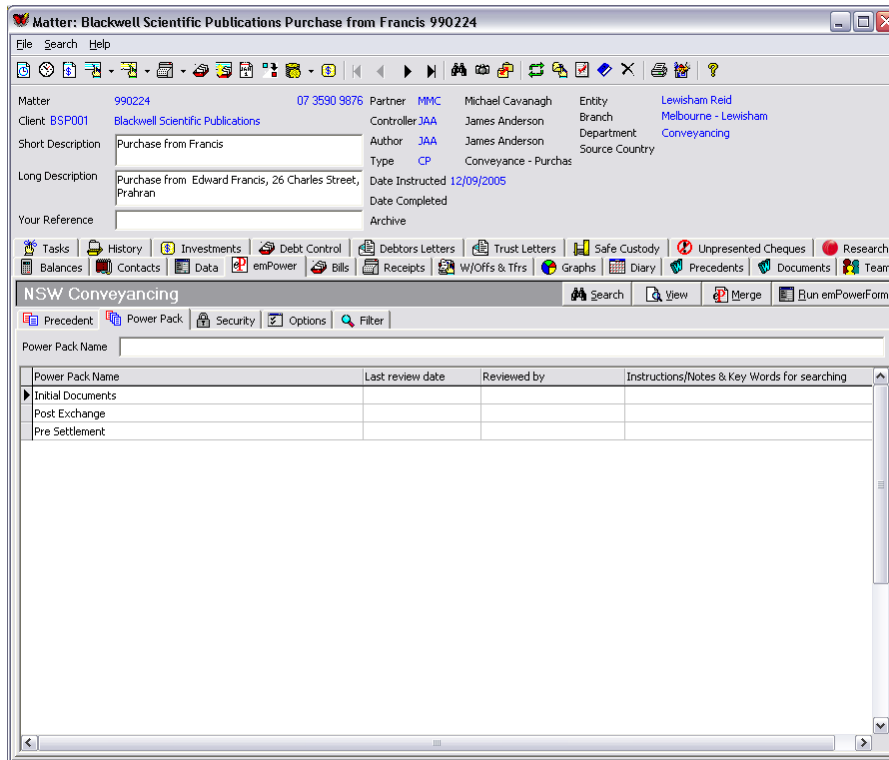 Matter: Blackwell Scientific Publications Purchase from Francis 990224
File Search Help
Matter 990224 07 3590 9876 Partner MMC Michael Cavanagh Entity Lewisham Reid
Client BSP001 Blackwell Scientific Publications Controller JAA James Anderson Branch Melbourne - Lewisham
Short Description Purchase from Francis Author JAA James Anderson Department Conveyancing
Type CP Conveyance - Purchas Source Country
Long Description Purchase from Edward Francis, 26 Charles Street, Prahran Date Instructed 12/09/2005
Date Completed
Your Reference Archive
Tasks History Investments Debt Control Debtors Letters Trust Letters Safe Custody Unpresented Cheques Research
Balances Contacts Data emPower Bills Receipts W/Offs & Tfrs Graphs Diary Precedents Documents Team
NSW Conveyancing Search View Merge Run emPowerForm
Precedent Power Pack Security Options Filter
Power Pack Name
Power Pack Name Last review date Reviewed by Instructions/Notes & Key Words for searching
Initial Documents
Post Exchange
Pre Settlement